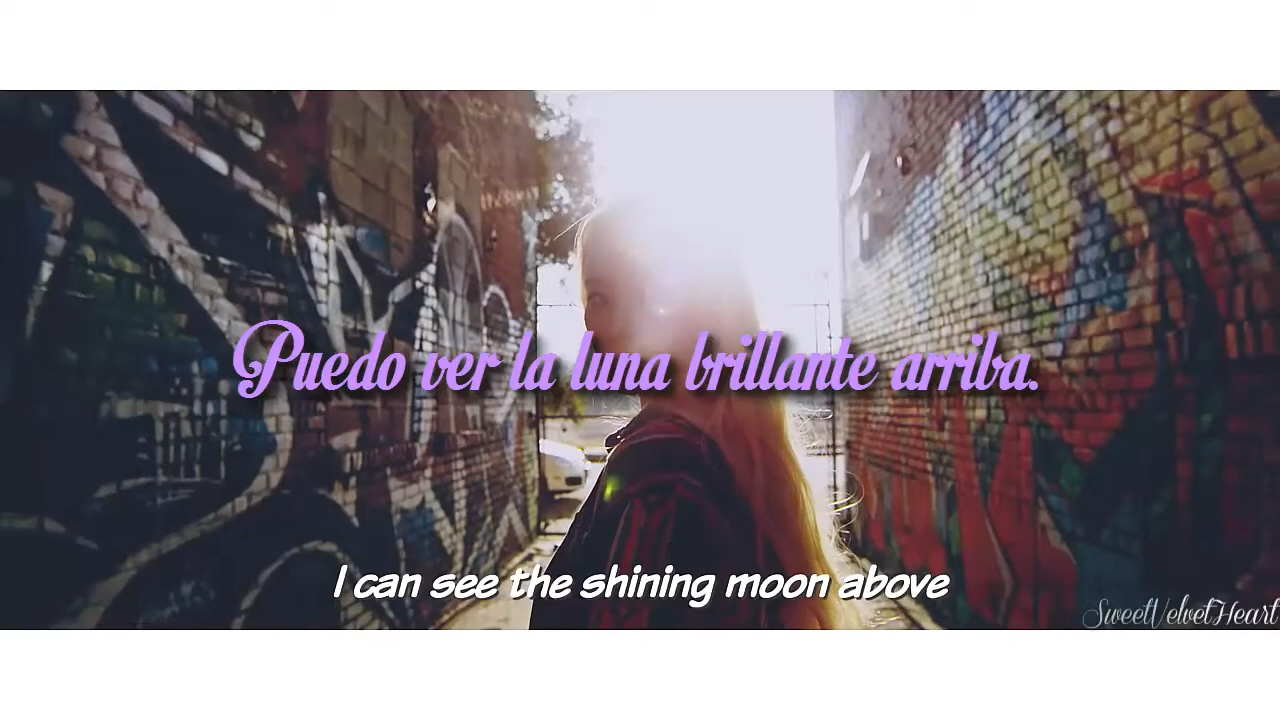 Puedo ver la luna brillante arriba.
I can see the shining moon above
SweetVelvetHeart